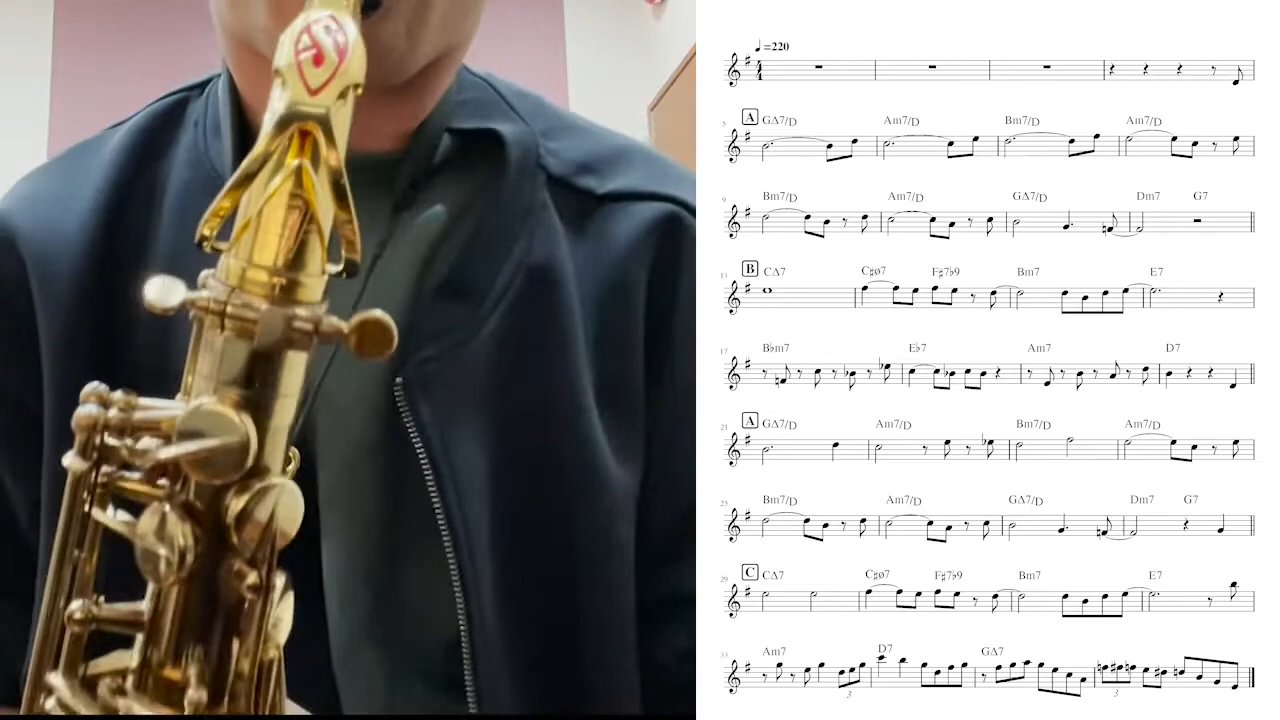 ♩=220
A GΔ7/D Am7/D Bm7/D Am7/D
5
Bm7/D Am7/D GΔ7/D Dm7 G7
9
B CΔ7 C♯ø7 F♯7♭9 Bm7 E7
13
B♭m7 E♭7 Am7 D7
17
A GΔ7/D Am7/D Bm7/D Am7/D
21
Bm7/D Am7/D GΔ7/D Dm7 G7
25
C CΔ7 C♯ø7 F♯7♭9 Bm7 E7
29
Am7 D7 GΔ7
33
3 3